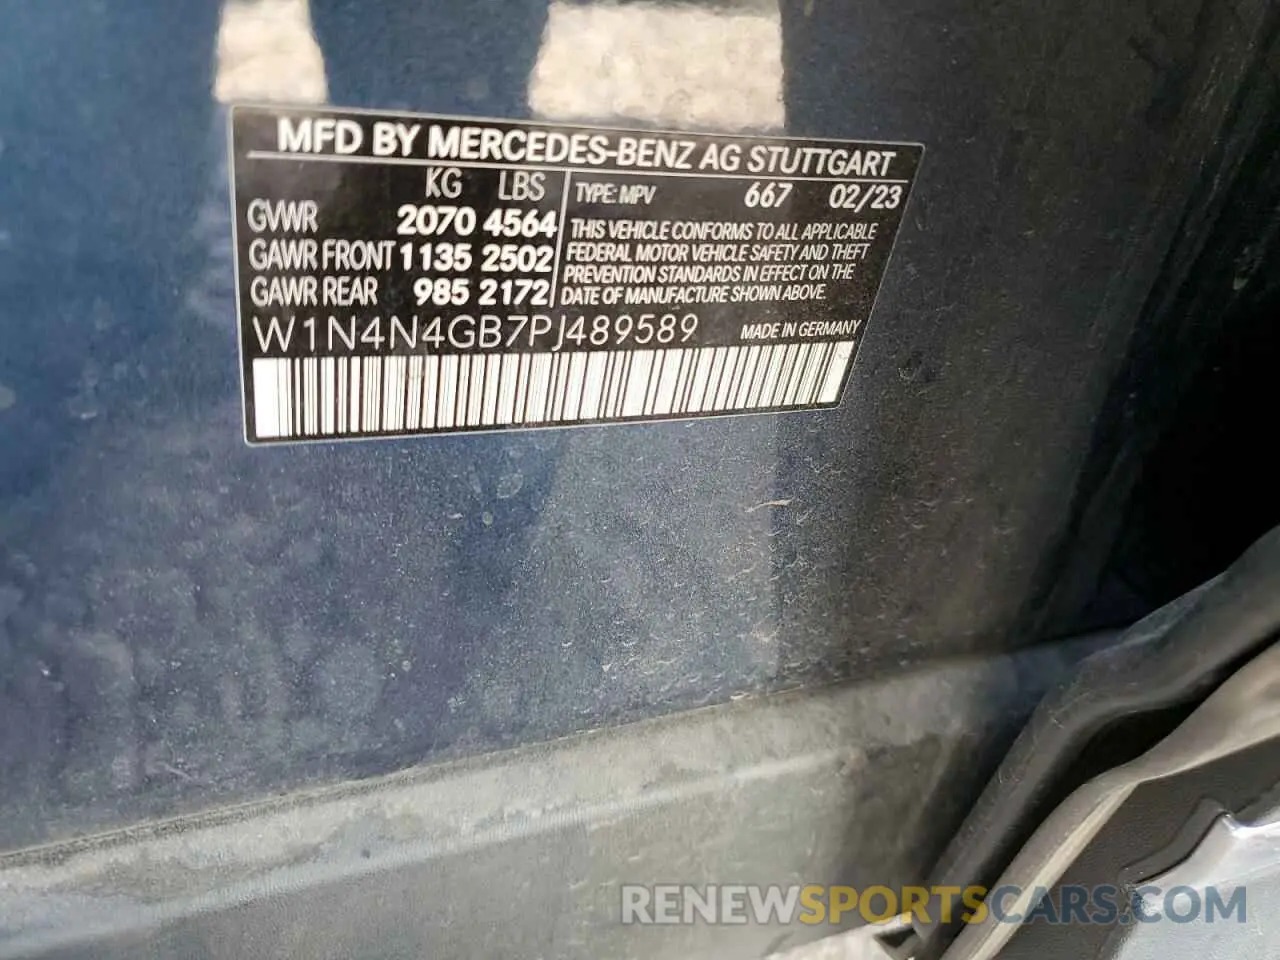 MFD BY MERCEDES-BENZ AG STUTTGART
KG LBS
GVWR 2070 4564
GAWR FRONT 1135 2502
GAWR REAR 985 2172
TYPE: MPV 667 02/23
THIS VEHICLE CONFORMS TO ALL APPLICABLE
FEDERAL MOTOR VEHICLE SAFETY AND THEFT
PREVENTION STANDARDS IN EFFECT ON THE
DATE OF MANUFACTURE SHOWN ABOVE.
W1N4N4GB7PJ489589 MADE IN GERMANY
RENEWSPORTSCARS.COM